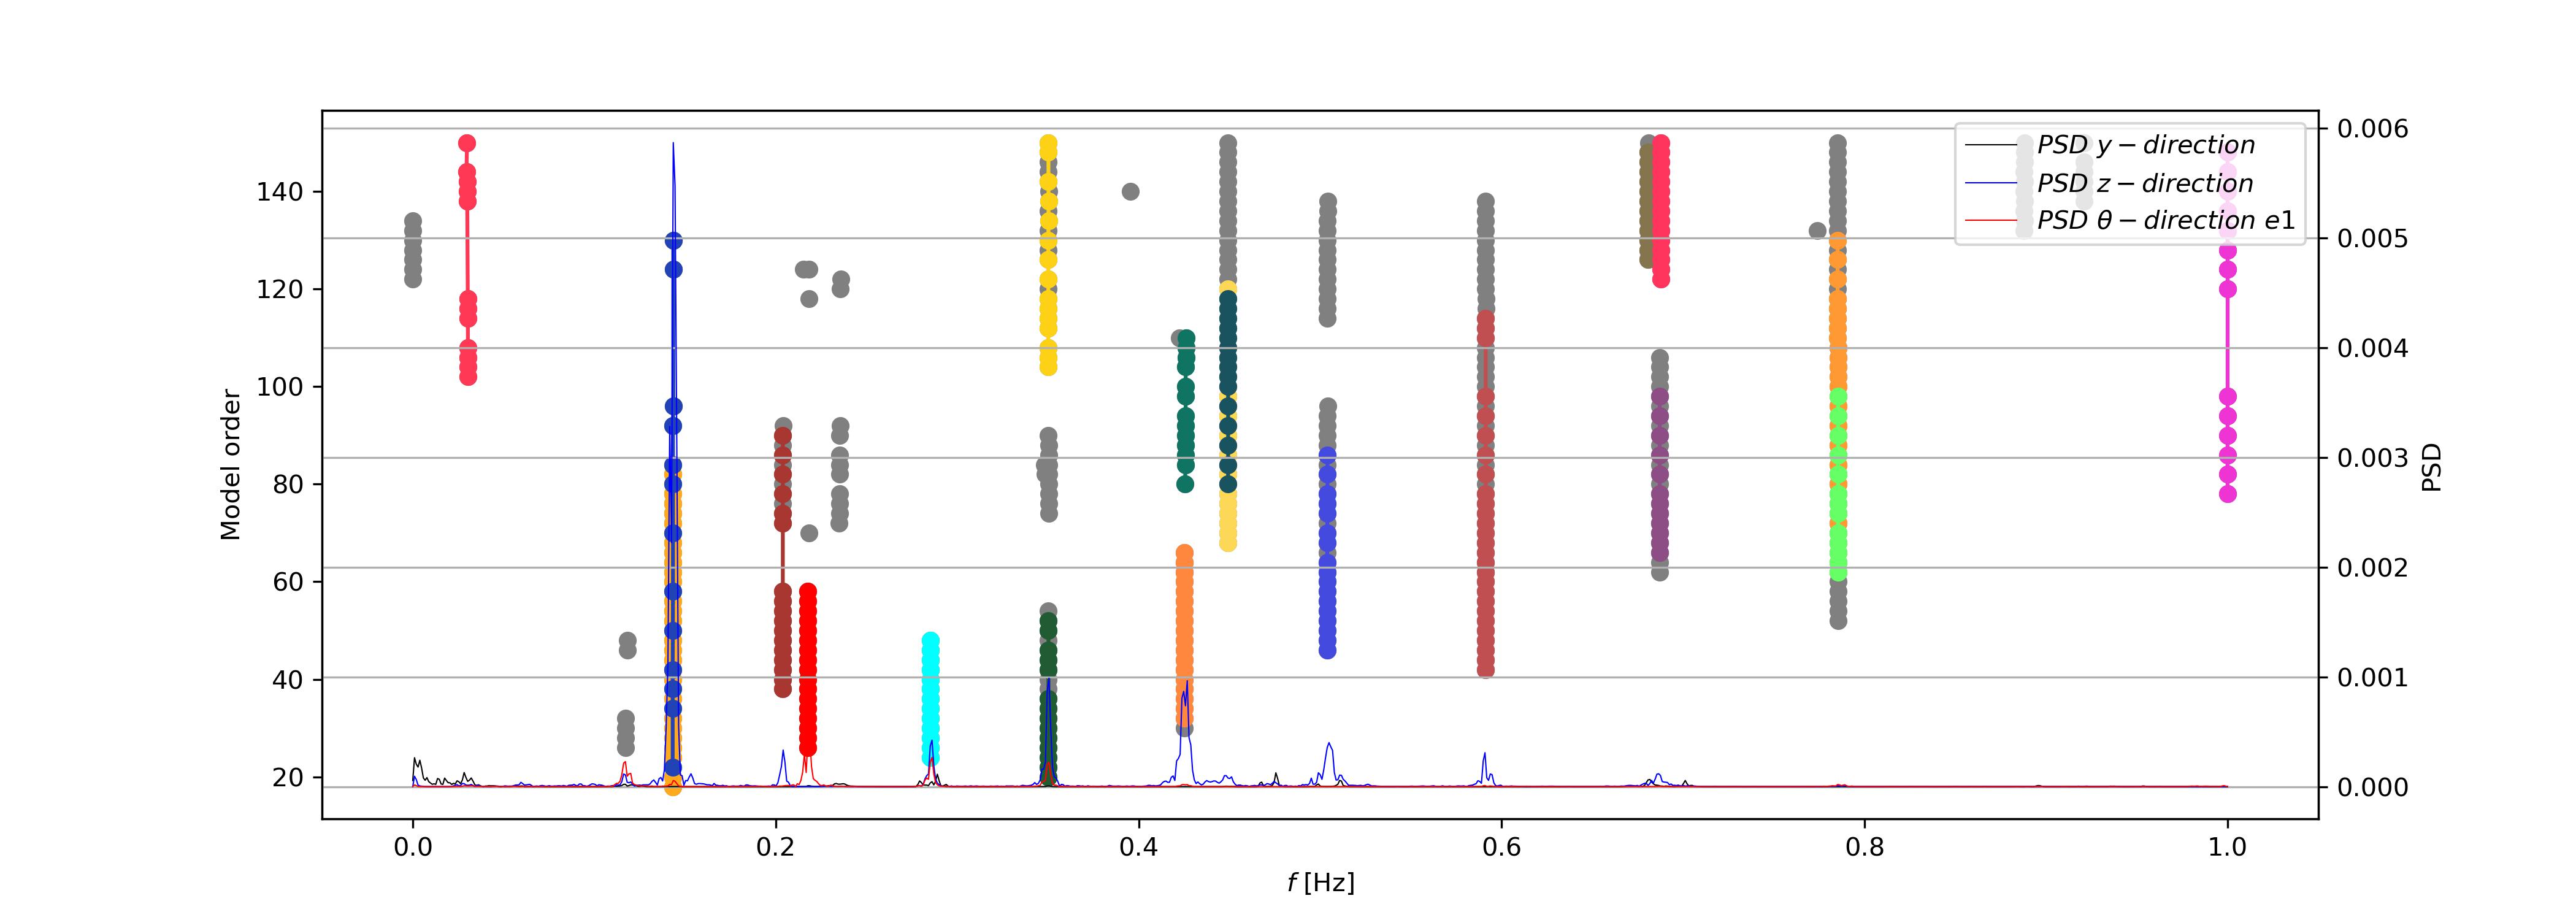 PSD y − direction
PSD z − direction
PSD θ − direction e1
Model order
140
120
100
80
60
40
20
0.006
0.005
0.004
0.003
0.002
0.001
0.000
PSD
0.0 0.2 0.4 0.6 0.8 1.0
f [Hz]